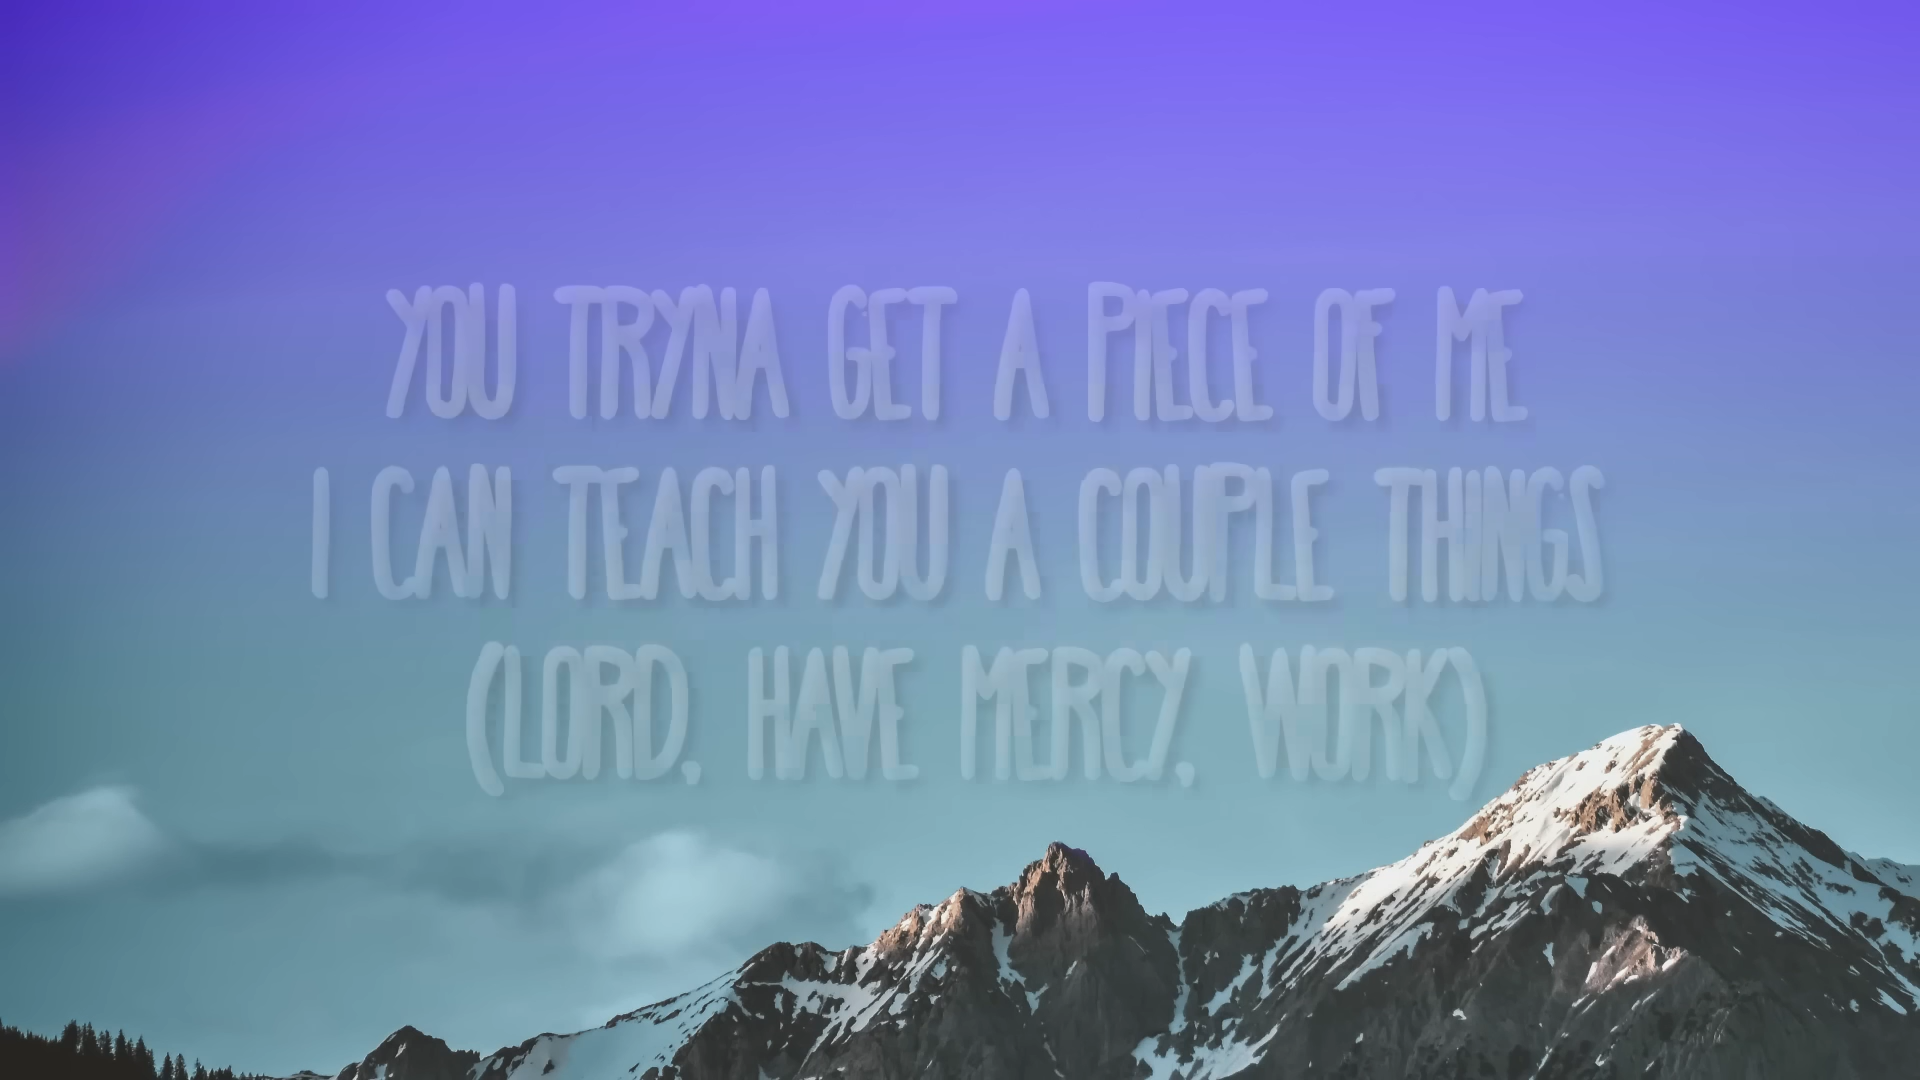 YOU TRYNA GET A PIECE OF ME
I CAN TEACH YOU A COUPLE THINGS
(LORD, HAVE MERCY, WORK)